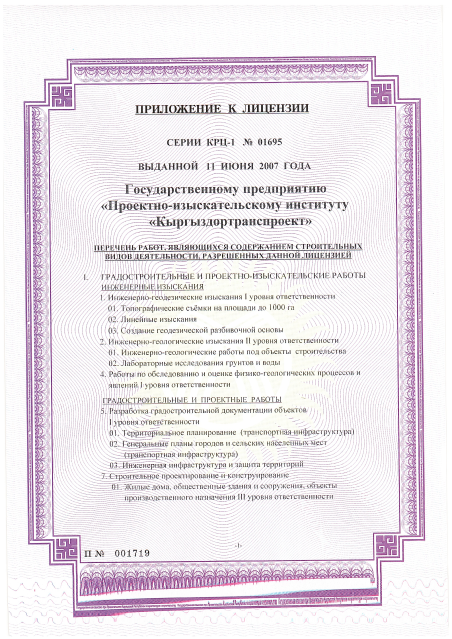 ПРИЛОЖЕНИЕ К ЛИЦЕНЗИИ
СЕРИИ КРЦ-1 № 01695
ВЫДАННОЙ 11 ИЮНЯ 2007 ГОДА
Государственному предприятию
«Проектно-изыскательскому институту
«Кыргыздортранспроект»
ПЕРЕЧЕНЬ РАБОТ, ЯВЛЯЮЩИХСЯ СОДЕРЖАНИЕМ СТРОИТЕЛЬНЫХ
ВИДОВ ДЕЯТЕЛЬНОСТИ, РАЗРЕШЕННЫХ ДАННОЙ ЛИЦЕНЗИЕЙ
I. ГРАДОСТРОИТЕЛЬНЫЕ И ПРОЕКТНО-ИЗЫСКАТЕЛЬСКИЕ РАБОТЫ
ИНЖЕНЕРНЫЕ ИЗЫСКАНИЯ
1. Инженерно-геодезические изыскания I уровня ответственности
01. Топографические съёмки на площади до 1000 га
02. Линейные изыскания
03. Создание геодезической разбивочной основы
2. Инженерно-геологические изыскания II уровня ответственности
01. Инженерно-геологические работы под объекты строительства
02. Лабораторные исследования грунтов и воды
4. Работы по обследованию и оценке физико-геологических процессов и
явлений I уровня ответственности
ГРАДОСТРОИТЕЛЬНЫЕ И ПРОЕКТНЫЕ РАБОТЫ
5. Разработка градостроительной документации объектов
I уровня ответственности
01. Территориальное планирование (транспортная инфраструктура)
02. Генеральные планы городов и сельских населенных мест
(транспортная инфраструктура)
03. Инженерная инфраструктура и защита территорий
7. Строительное проектирование и конструирование
01. Жилые дома, общественные здания и сооружения, объекты
производственного назначения III уровня ответственности
-1-
П № 001719